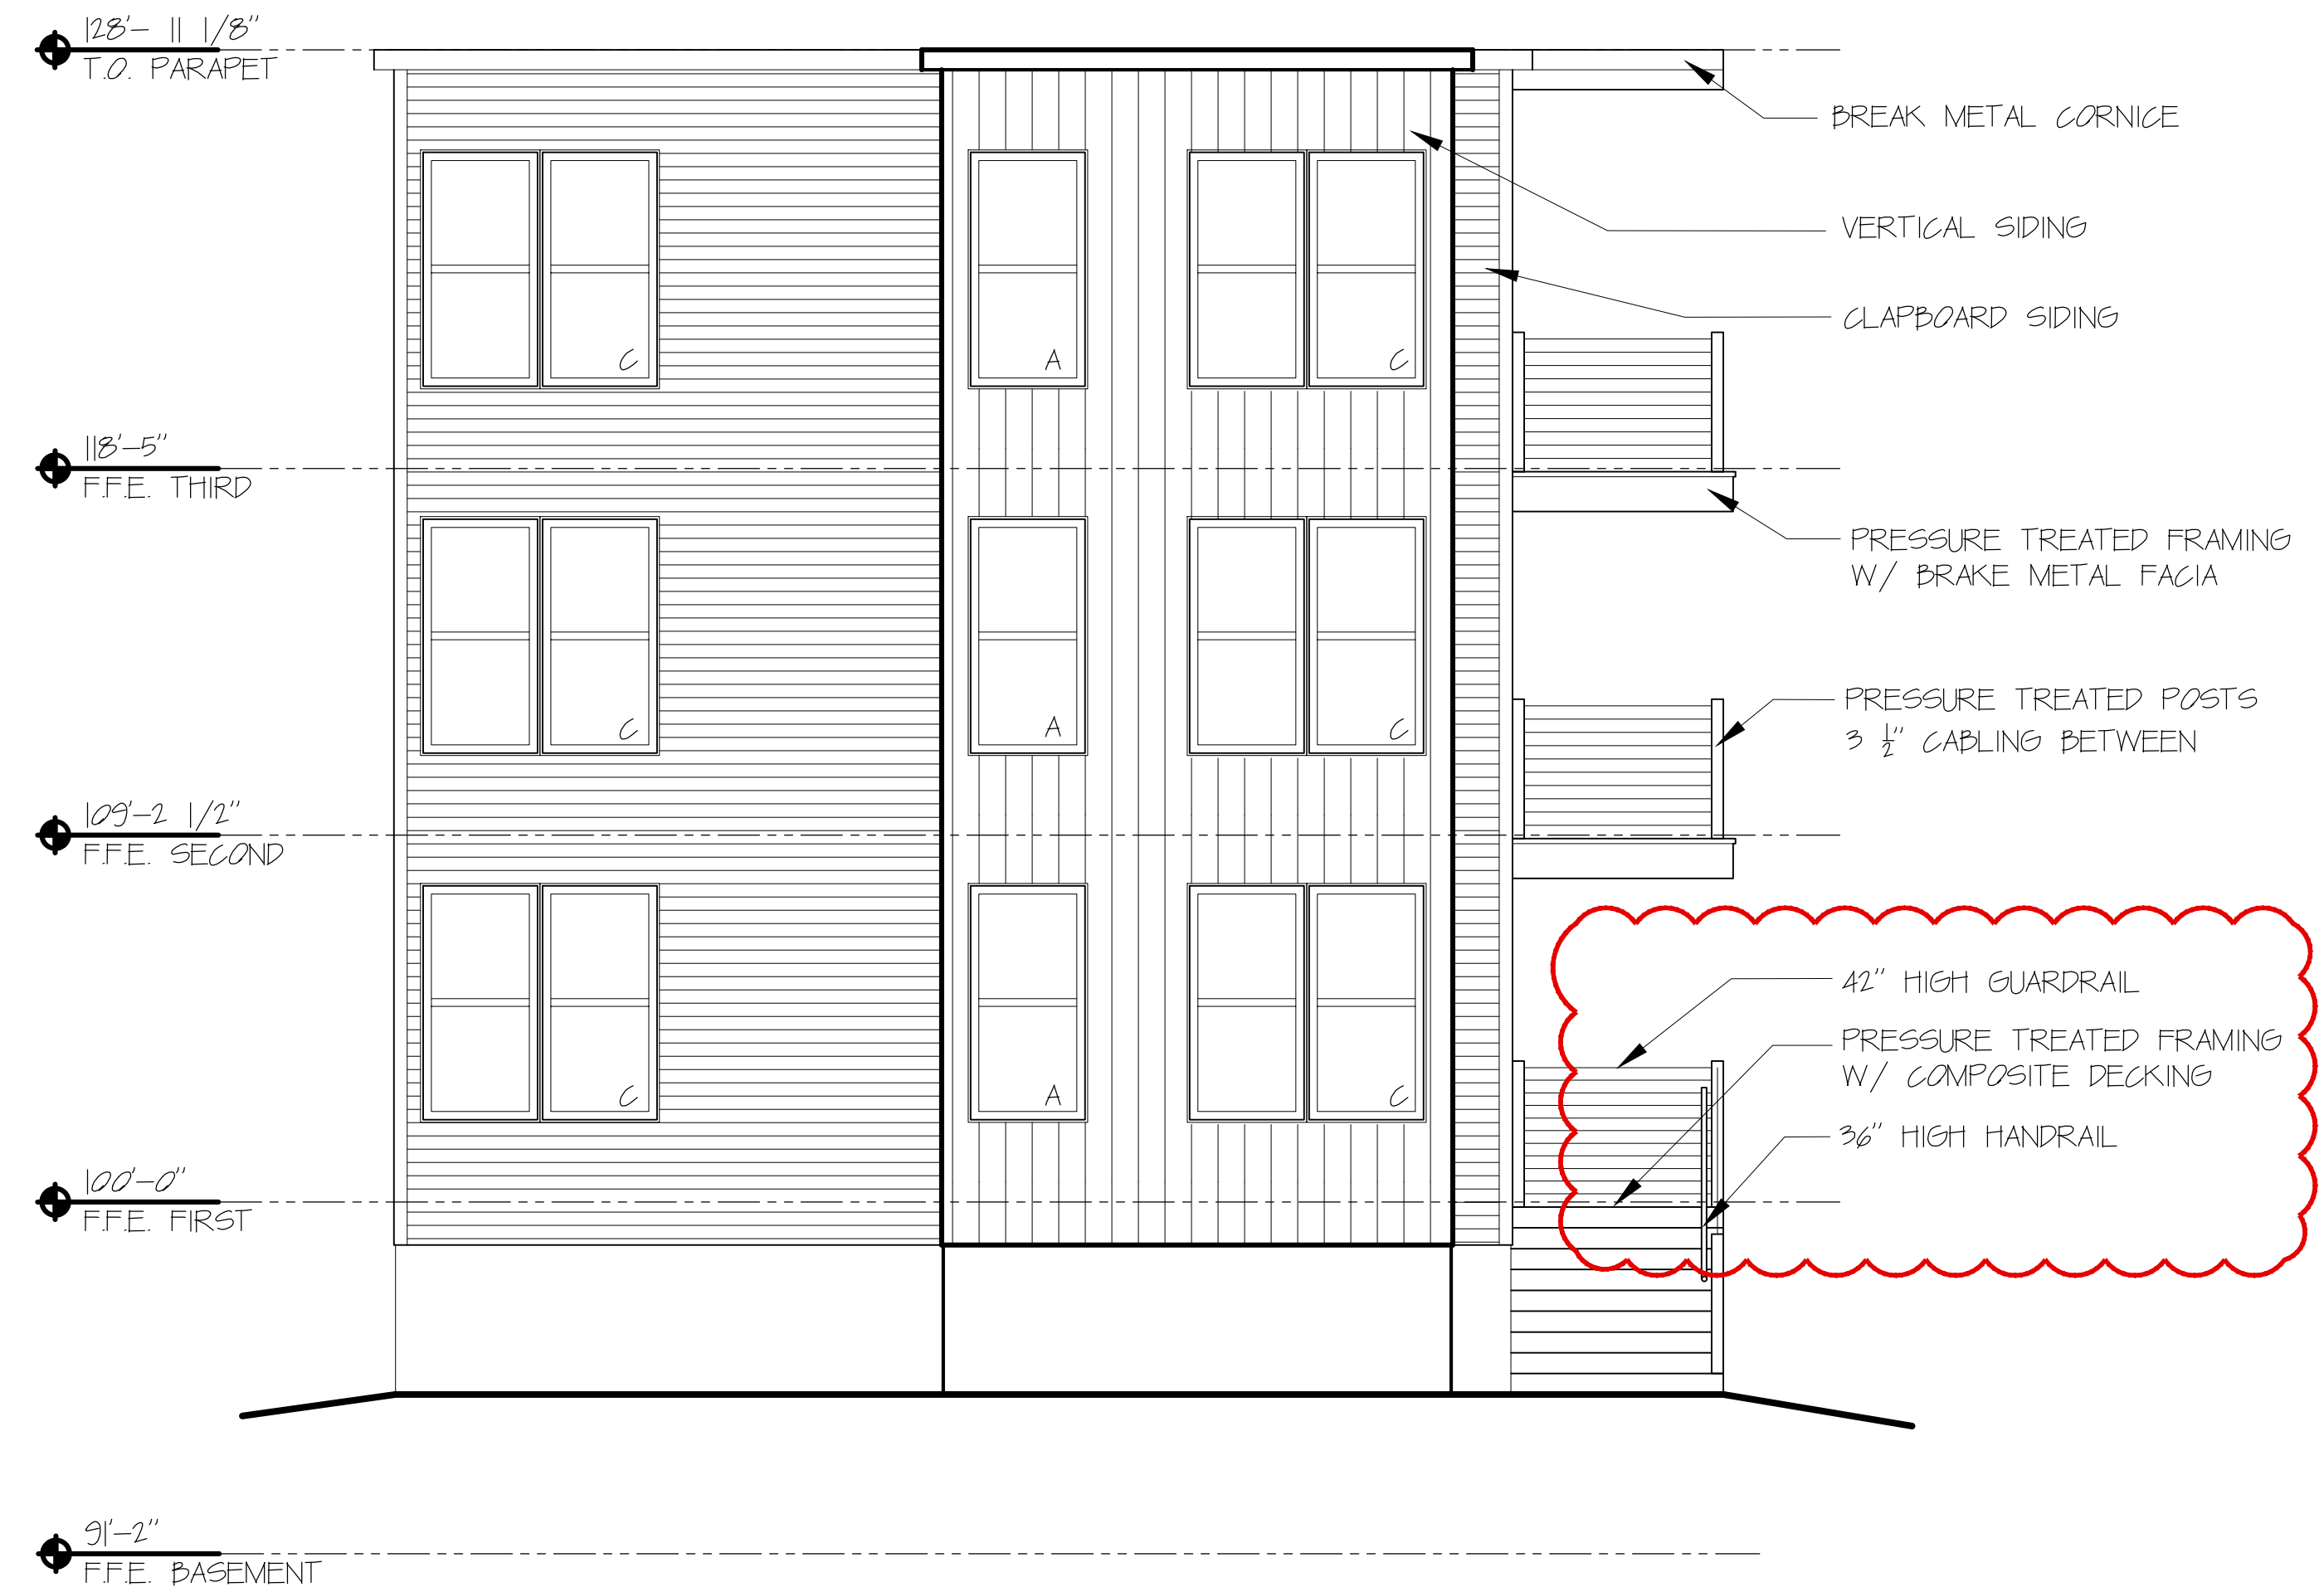 128'- 11 1/8"
T.O. PARAPET
BREAK METAL CORNICE
VERTICAL SIDING
CLAPBOARD SIDING
C
A
C
118'-5"
F.F.E. THIRD
PRESSURE TREATED FRAMING
W/ BRAKE METAL FACIA
PRESSURE TREATED POSTS
3 ½" CABLING BETWEEN
C
A
C
109'-2 1/2"
F.F.E. SECOND
42" HIGH GUARDRAIL
PRESSURE TREATED FRAMING
W/ COMPOSITE DECKING
36" HIGH HANDRAIL
C
A
C
100'-0"
F.F.E. FIRST
91'-2"
F.F.E. BASEMENT